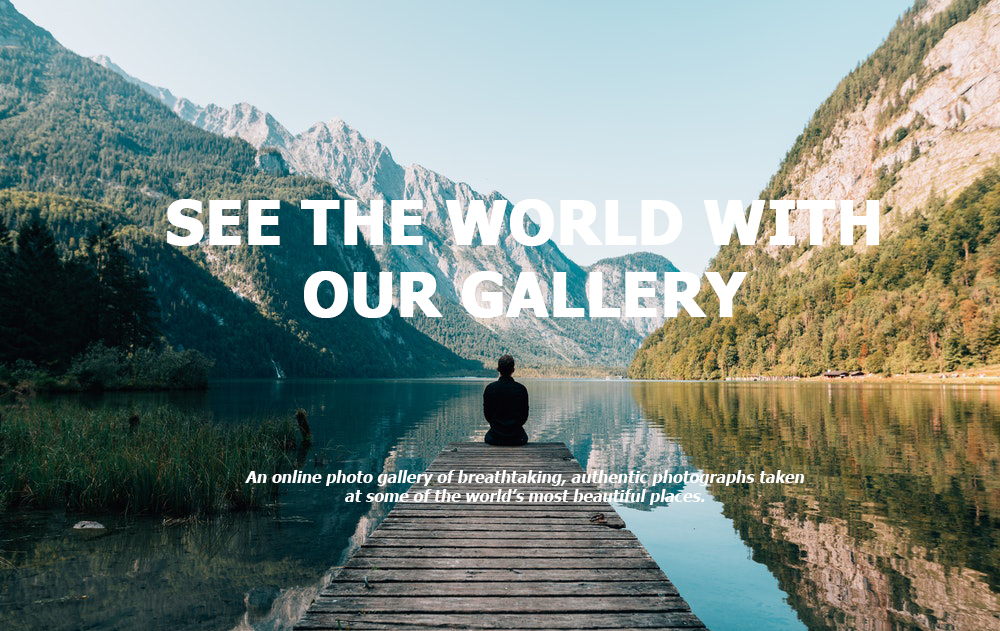 SEE THE WORLD WITH
OUR GALLERY
An online photo gallery of breathtaking, authentic photographs taken
at some of the world’s most beautiful places.